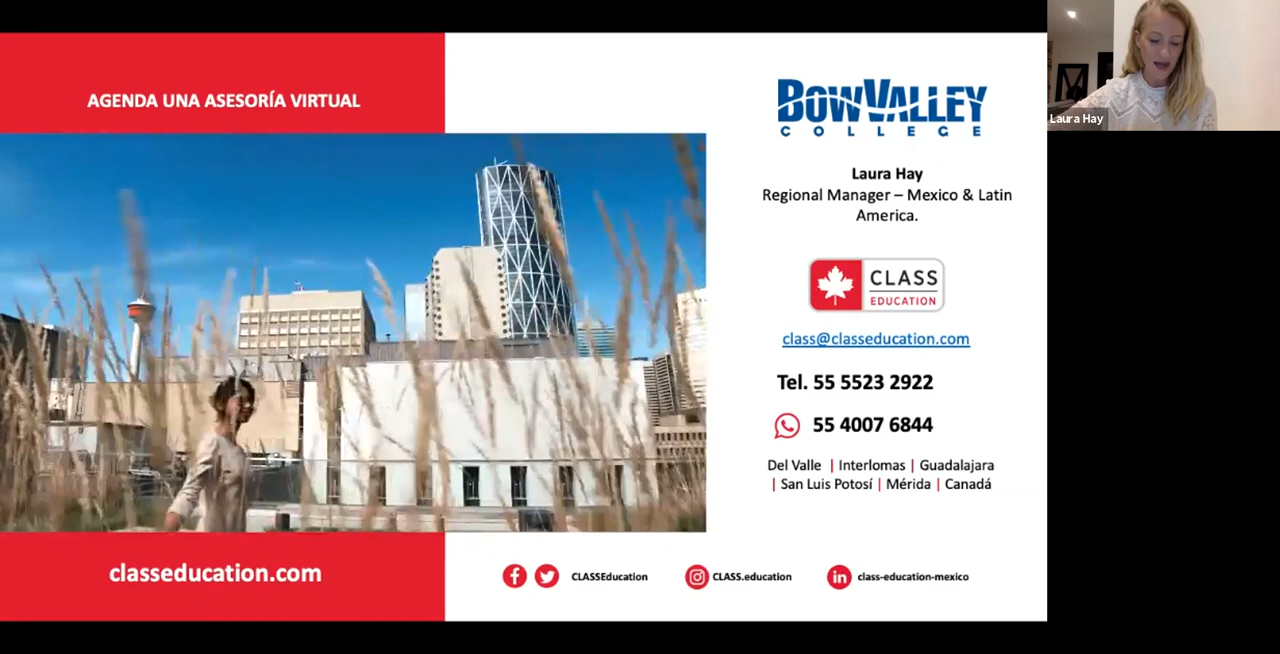 AGENDA UNA ASESORÍA VIRTUAL
classeducation.com
BOW VALLEY
COLLEGE
Laura Hay
Regional Manager – Mexico & Latin
America.
CLASS
EDUCATION
class@classeducation.com
Tel. 55 5523 2922
55 4007 6844
Del Valle | Interlomas | Guadalajara
| San Luis Potosí | Mérida | Canadá
CLASSEducation
CLASS.education
class-education-mexico
Laura Hay